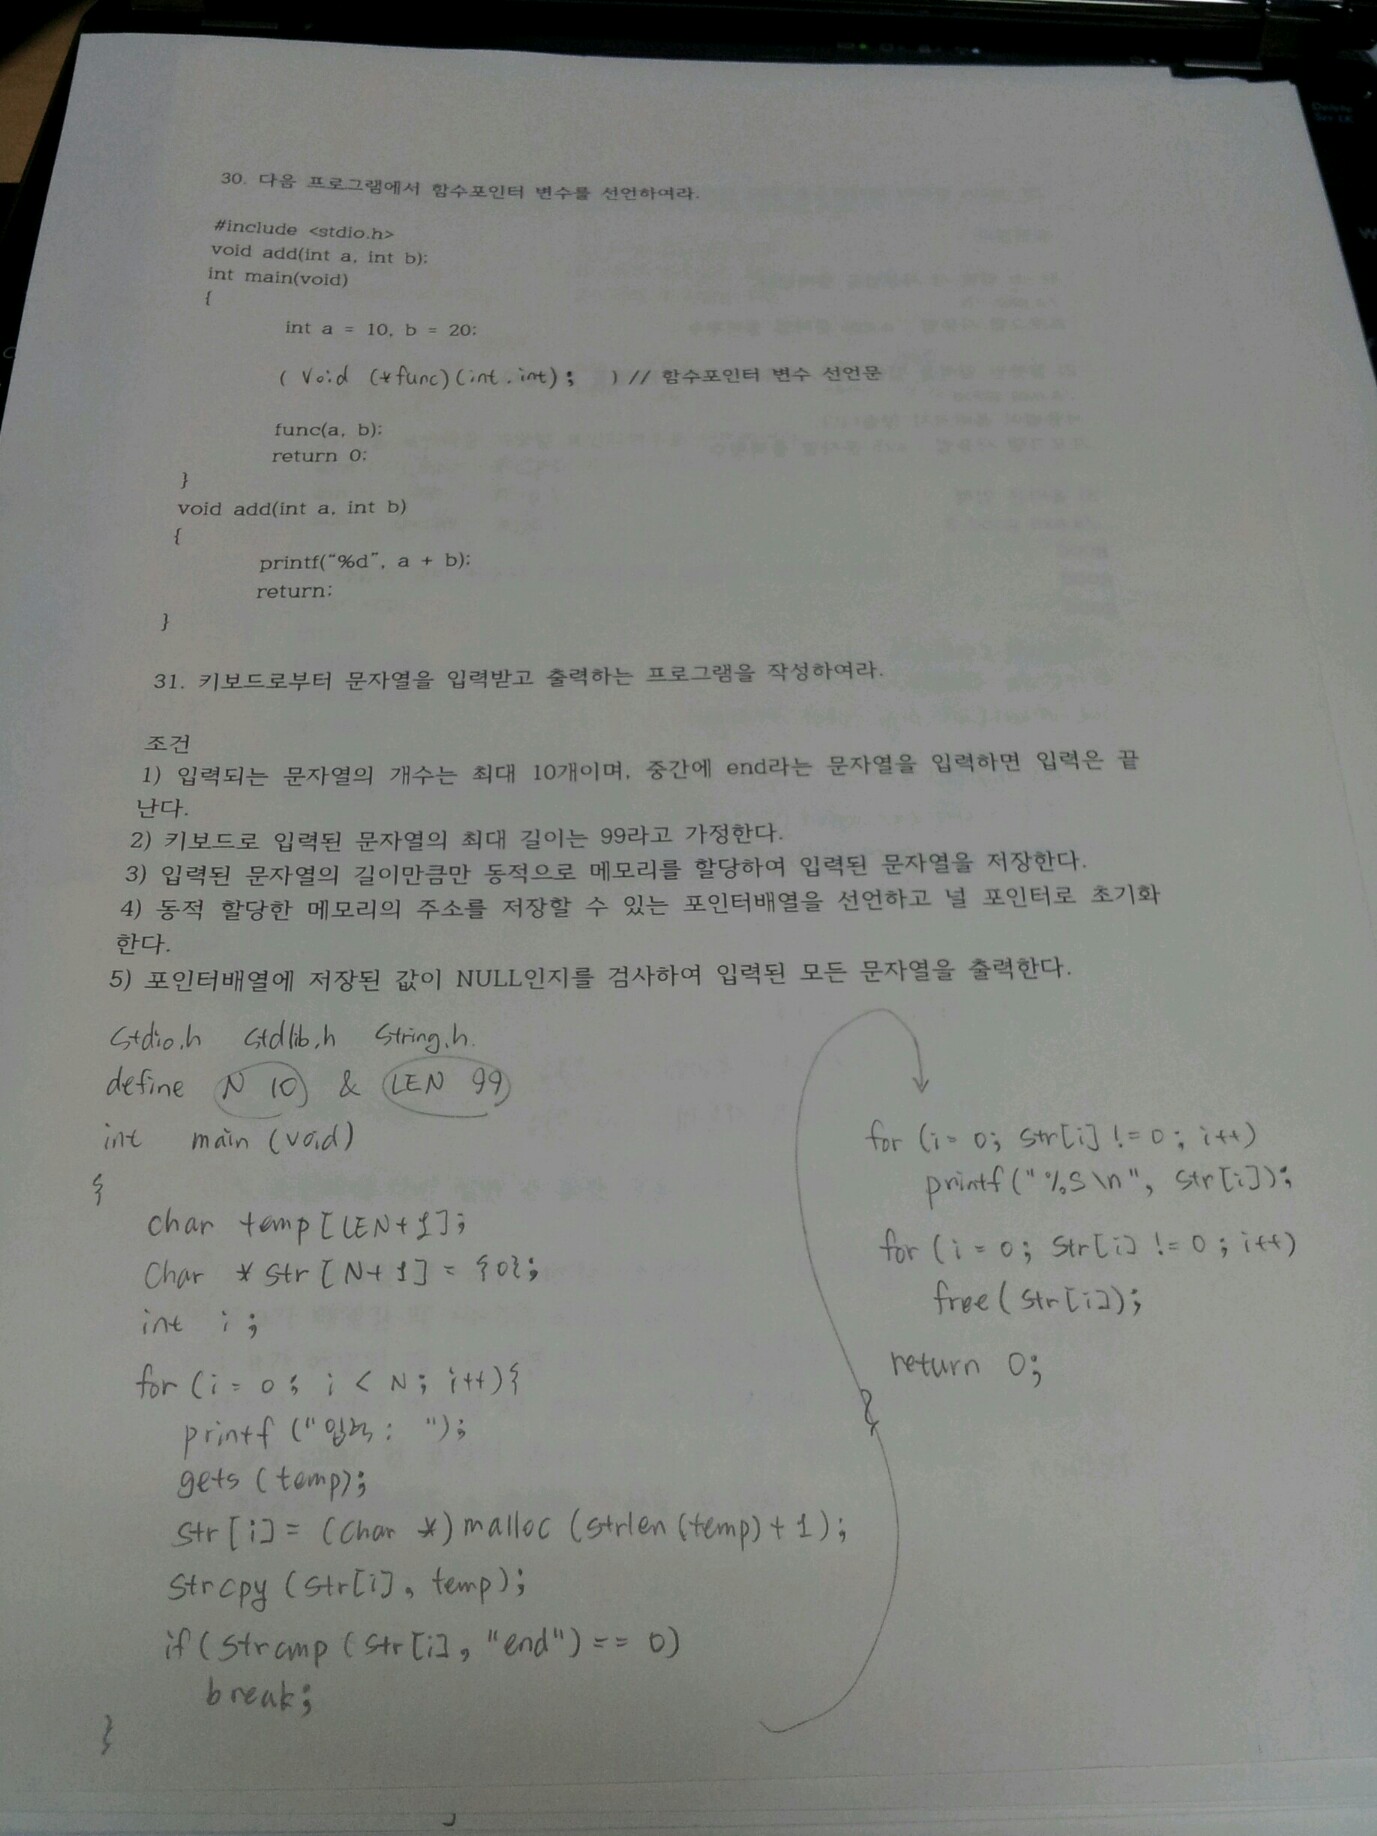 30. 다음 프로그램에서 함수포인터 변수를 선언하여라.
#include <stdio.h>
void add(int a, int b);
int main(void)
{
int a = 10, b = 20;
( Void (*func)(int, int); ) // 함수포인터 변수 선언문
func(a, b);
return 0;
}
void add(int a, int b)
{
printf("%d", a + b);
return;
}
31. 키보드로부터 문자열을 입력받고 출력하는 프로그램을 작성하여라.
조건
1) 입력되는 문자열의 개수는 최대 10개이며, 중간에 end라는 문자열을 입력하면 입력은 끝
난다.
2) 키보드로 입력된 문자열의 최대 길이는 99라고 가정한다.
3) 입력된 문자열의 길이만큼만 동적으로 메모리를 할당하여 입력된 문자열을 저장한다.
4) 동적 할당한 메모리의 주소를 저장할 수 있는 포인터배열을 선언하고 널 포인터로 초기화
한다.
5) 포인터배열에 저장된 값이 NULL인지를 검사하여 입력된 모든 문자열을 출력한다.
stdio.h stdlib.h string.h.
define N 10 & LEN 99
int main (void)
{
char temp[LEN+1];
Char * str [N+1] = {0};
int i;
for (i = 0; i < N; i++){
printf ("입력 : ");
gets (temp);
str [i] = (char *) malloc (strlen (temp) + 1);
strcpy (str[i], temp);
if (strcmp (str[i], "end") == 0)
break;
}
for (i = 0; str[i] != 0; i++)
printf ("%s\n", str[i]);
for (i = 0; str[i] != 0; i++)
free (str[i]);
return 0;
}